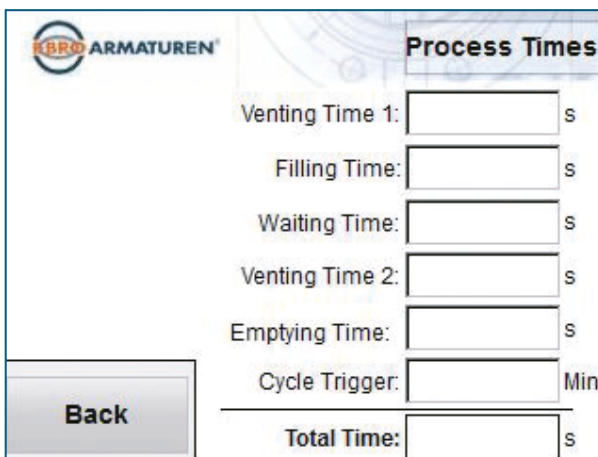 EBRO ARMATUREN®
Process Times
Venting Time 1: s
Filling Time: s
Waiting Time: s
Venting Time 2: s
Emptying Time: s
Cycle Trigger: Min
Back
Total Time: s